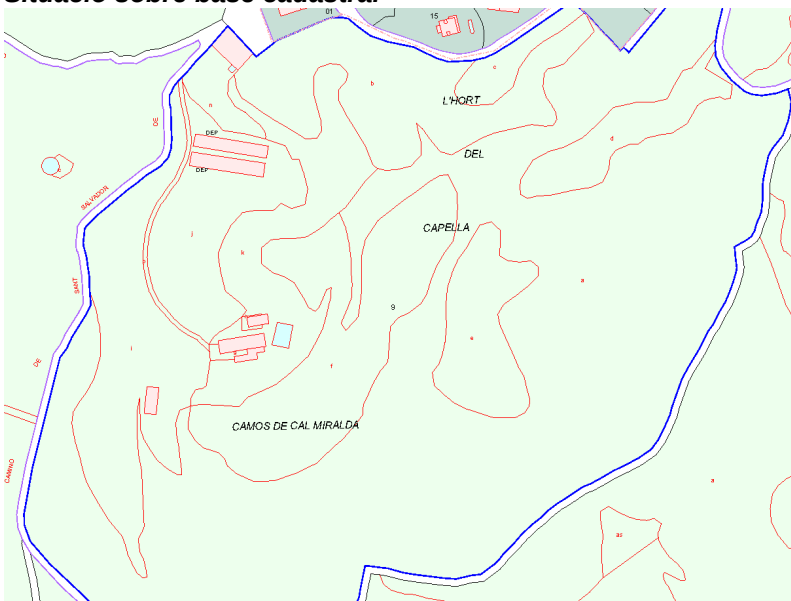 Situació sobre base cadastral
01
15
c
b
L'HORT
n
DE
DEP
d
DEL
DEP
SALVADOR
CAPELLA
j
k
a
SANT
9
e
f
i
DE
CAMOS DE CAL MIRALDA
CAMINO
a
as